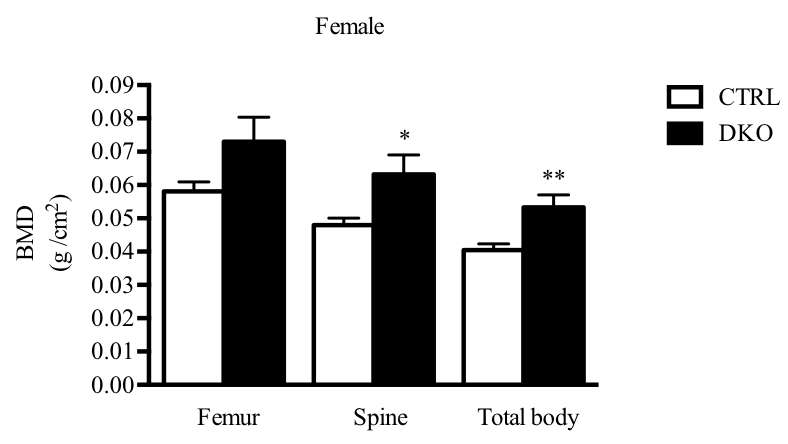 Female
CTRL
DKO
BMD
(g /cm²)
0.09
0.08
0.07
0.06
0.05
0.04
0.03
0.02
0.01
0.00
*
**
Femur
Spine
Total body